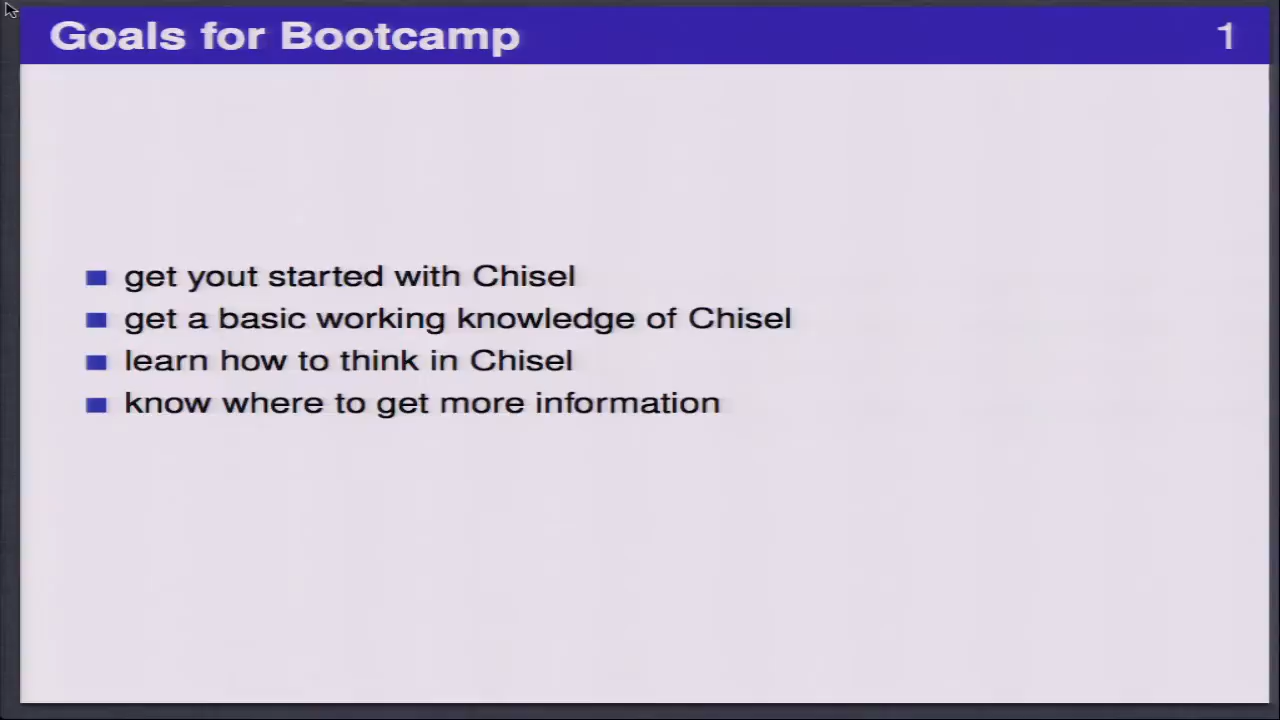 Goals for Bootcamp 1
get yout started with Chisel
get a basic working knowledge of Chisel
learn how to think in Chisel
know where to get more information